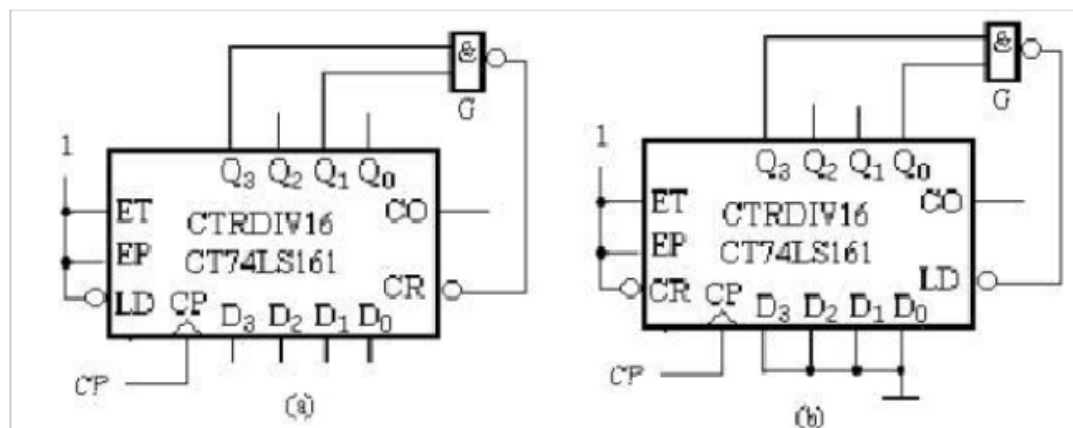 &
G
1
Q3 Q2 Q1 Q0
ET
CTRDIV16
CO
EP
CT74LS161
LD
CP
CR
D3 D2 D1 D0
CP
(a)
&
G
1
Q3 Q2 Q1 Q0
ET
CTRDIV16
CO
EP
CT74LS161
CR
CP
LD
D3 D2 D1 D0
CP
(b)